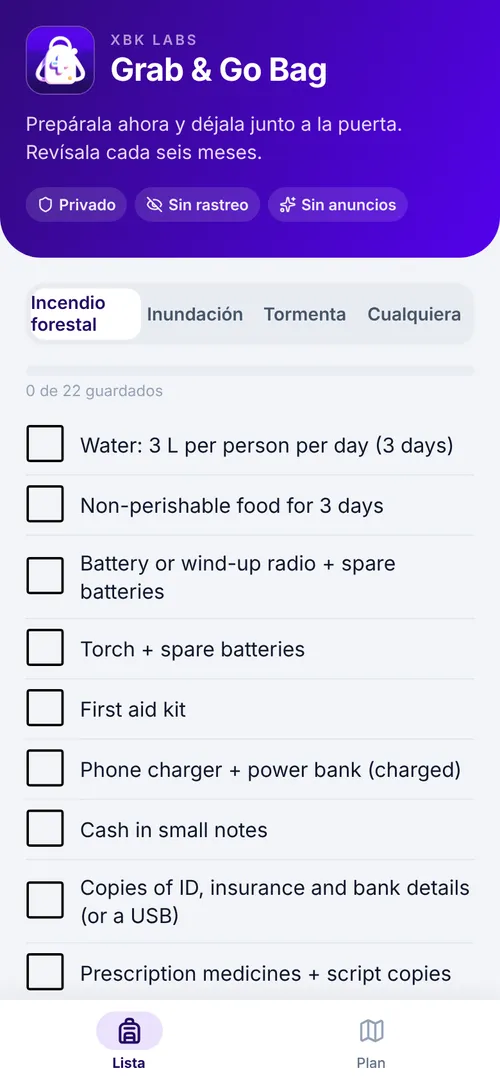 XBK LABS
Grab & Go Bag
Prepárala ahora y déjala junto a la puerta.
Revísala cada seis meses.
Privado
Sin rastreo
Sin anuncios
Incendio
forestal
Inundación
Tormenta
Cualquiera
0 de 22 guardados
Water: 3 L per person per day (3 days)
Non-perishable food for 3 days
Battery or wind-up radio + spare
batteries
Torch + spare batteries
First aid kit
Phone charger + power bank (charged)
Cash in small notes
Copies of ID, insurance and bank details
(or a USB)
Prescription medicines + script copies
Lista
Plan